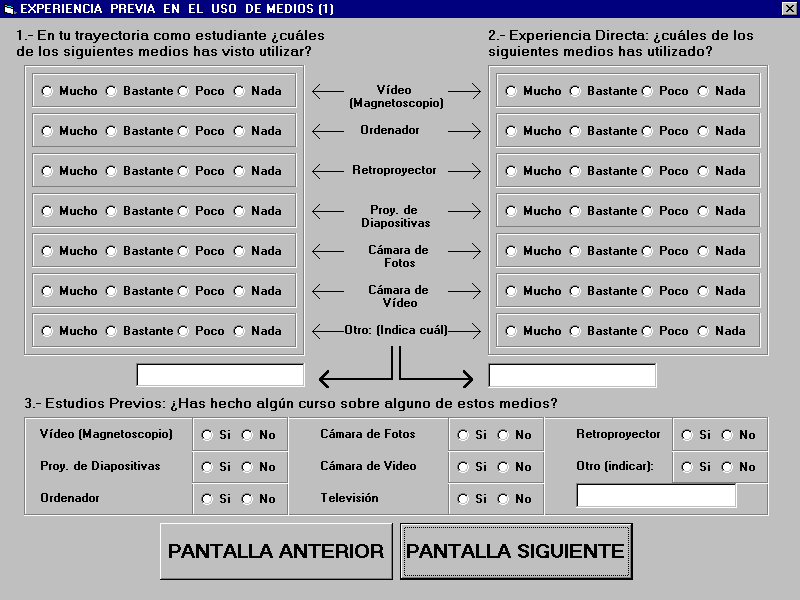 EXPERIENCIA PREVIA EN EL USO DE MEDIOS (1)
1.- En tu trayectoria como estudiante ¿cuáles
de los siguientes medios has visto utilizar?
2.- Experiencia Directa: ¿cuáles de los
siguientes medios has utilizado?
Mucho Bastante Poco Nada
Vídeo
(Magnetoscopio)
Mucho Bastante Poco Nada
Mucho Bastante Poco Nada
Ordenador
Mucho Bastante Poco Nada
Mucho Bastante Poco Nada
Retroproyector
Mucho Bastante Poco Nada
Mucho Bastante Poco Nada
Proy. de
Diapositivas
Mucho Bastante Poco Nada
Mucho Bastante Poco Nada
Cámara de
Fotos
Mucho Bastante Poco Nada
Mucho Bastante Poco Nada
Cámara de
Vídeo
Mucho Bastante Poco Nada
Mucho Bastante Poco Nada
Otro: (Indica cuál)
Mucho Bastante Poco Nada
3.- Estudios Previos: ¿Has hecho algún curso sobre alguno de estos medios?
Vídeo (Magnetoscopio) Si No
Cámara de Fotos Si No
Retroproyector Si No
Proy. de Diapositivas Si No
Cámara de Video Si No
Otro (indicar): Si No
Ordenador Si No
Televisión Si No
PANTALLA ANTERIOR
PANTALLA SIGUIENTE